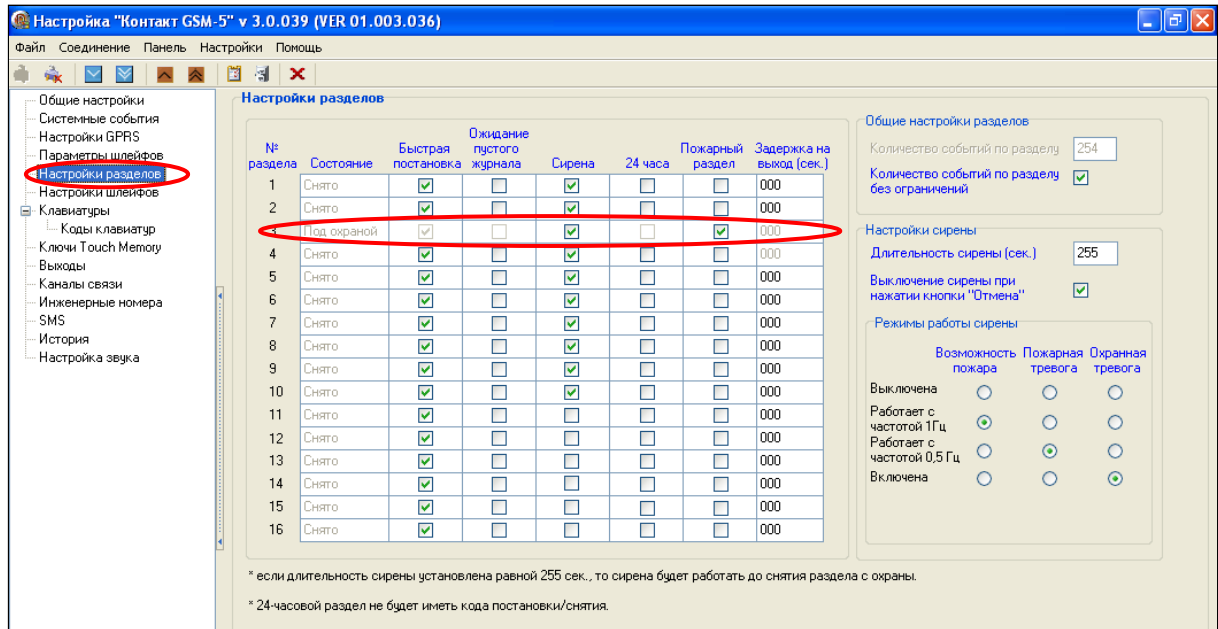 Настройка "Контакт GSM-5" v 3.0.039 (VER 01.003.036)
Файл Соединение Панель Настройки Помощь
Общие настройки
Системные события
Настройки GPRS
Параметры шлейфов
Настройки разделов
Настройки шлейфов
Клавиатуры
Коды клавиатур
Ключи Touch Memory
Выходы
Каналы связи
Инженерные номера
SMS
История
Настройка звука
Настройки разделов
№ раздела
Состояние
Быстрая постановка
Ожидание пустого журнала
Сирена
24 часа
Пожарный раздел
Задержка на выход (сек.)
1 Снято 000
2 Снято 000
3 Под охраной 000
4 Снято 000
5 Снято 000
6 Снято 000
7 Снято 000
8 Снято 000
9 Снято 000
10 Снято 000
11 Снято 000
12 Снято 000
13 Снято 000
14 Снято 000
15 Снято 000
16 Снято 000
* если длительность сирены установлена равной 255 сек., то сирена будет работать до снятия раздела с охраны.
* 24-часовой раздел не будет иметь кода постановки/снятия.
Общие настройки разделов
Количество событий по разделу 254
Количество событий по разделу
без ограничений
Настройки сирены
Длительность сирены (сек.) 255
Выключение сирены при
нажатии кнопки "Отмена"
Режимы работы сирены
Возможность пожара
Пожарная тревога
Охранная тревога
Выключена
Работает с
частотой 1Гц
Работает с
частотой 0,5 Гц
Включена